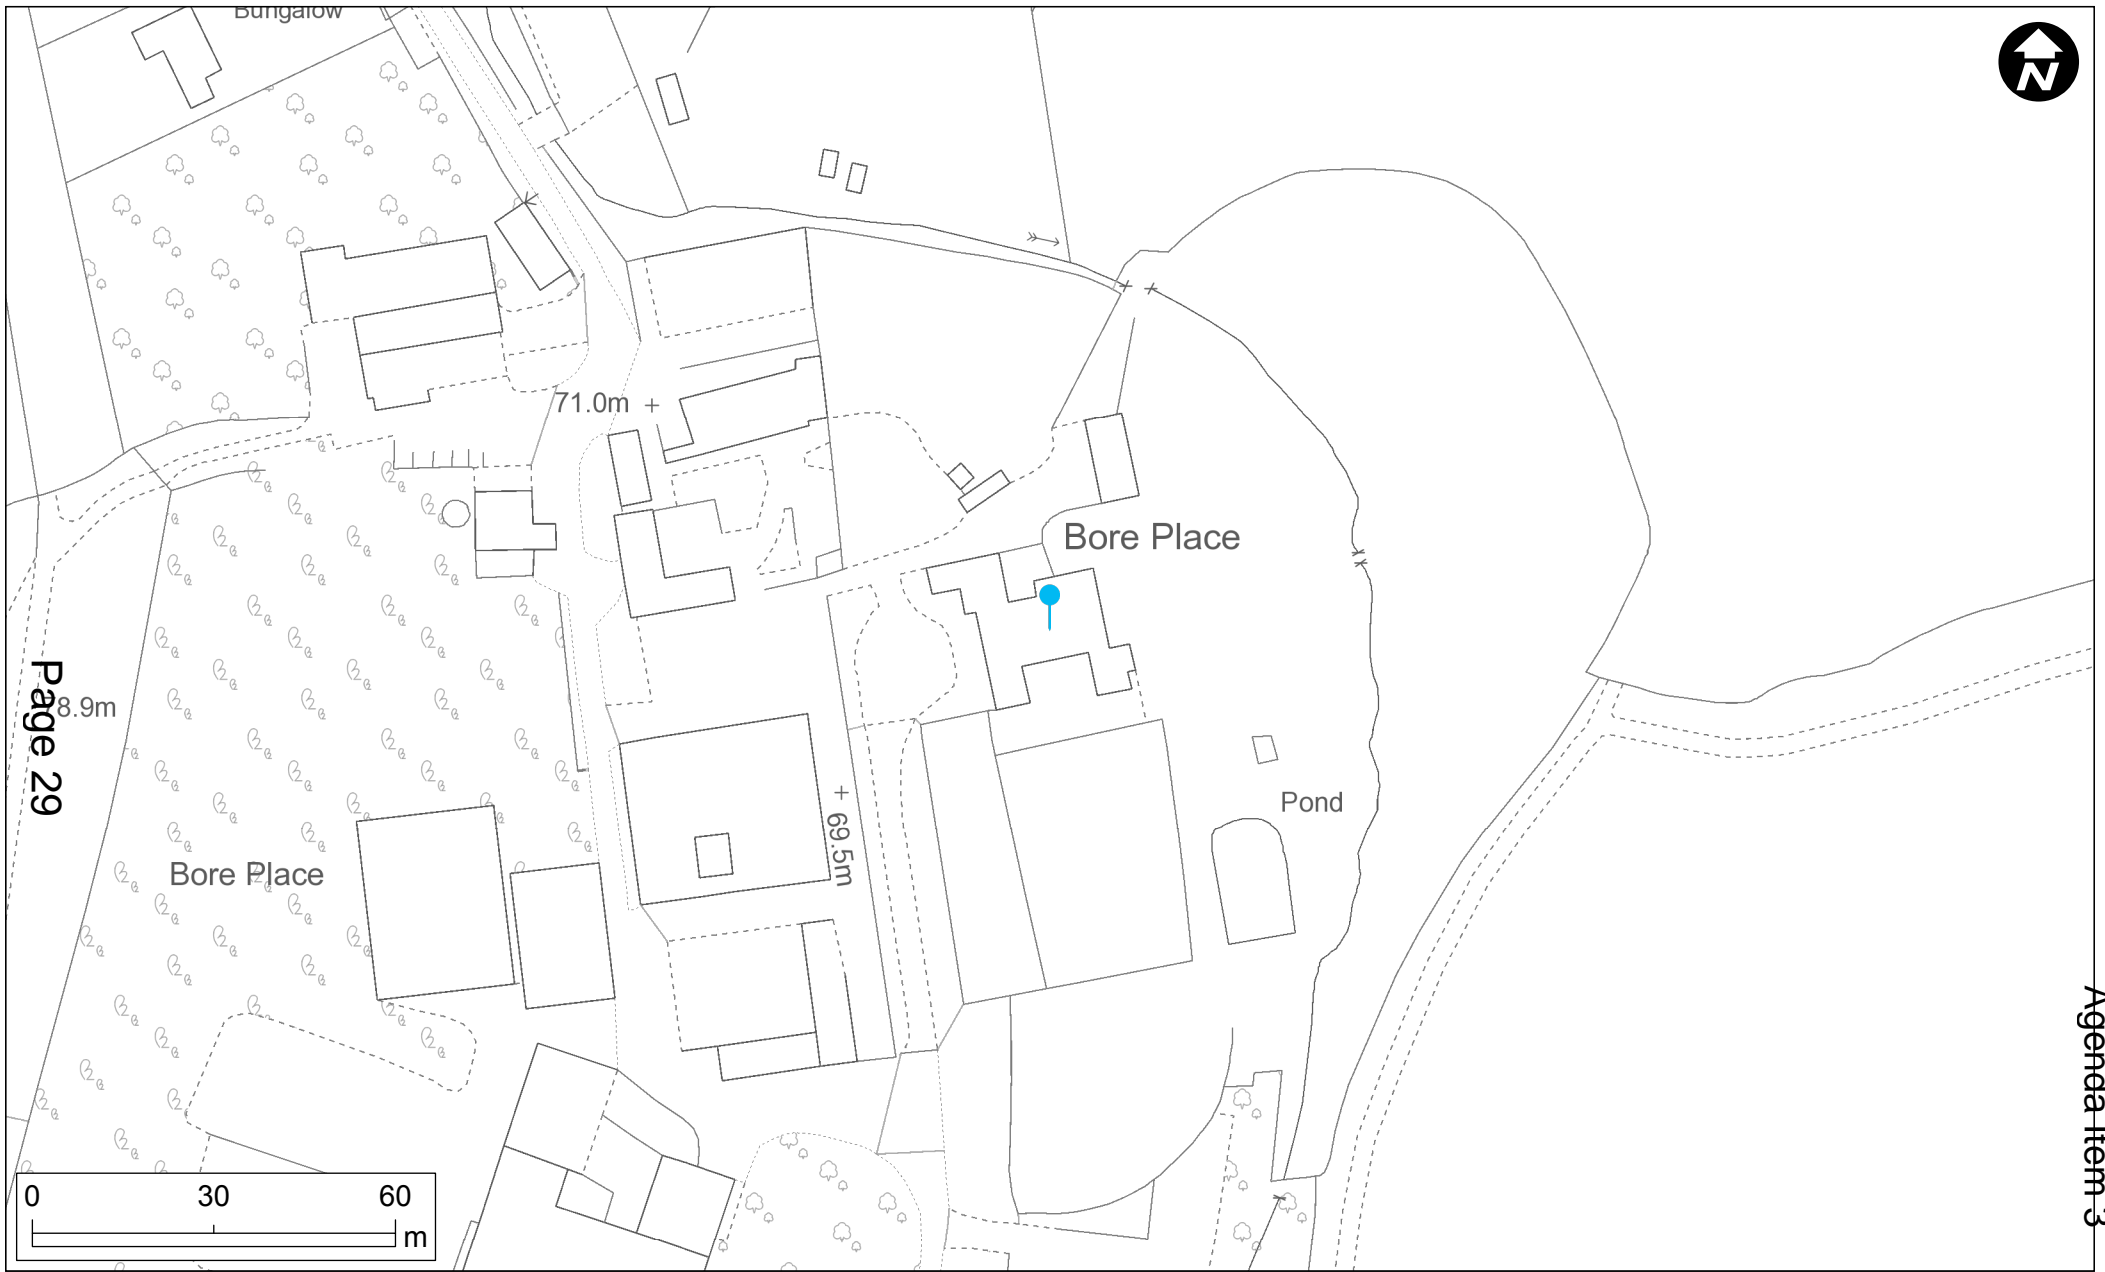 Bungalow
N
71.0m
Bore Place
Page 29
8.9m
Pond
69.5m
Bore Place
Agenda Item 3
0 30 60
m